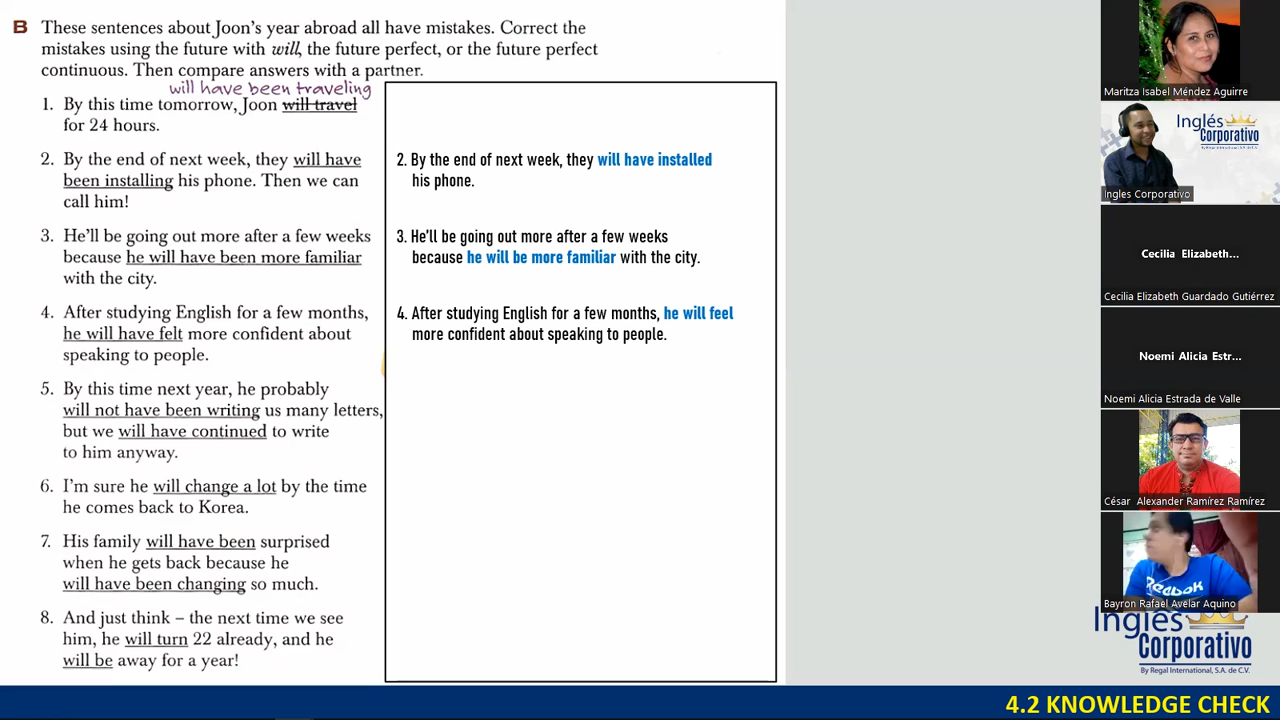 B These sentences about Joon's year abroad all have mistakes. Correct the
mistakes using the future with will, the future perfect, or the future perfect
continuous. Then compare answers with a partner.
will have been traveling
1. By this time tomorrow, Joon will travel
for 24 hours.
2. By the end of next week, they will have
been installing his phone. Then we can
call him!
3. He'll be going out more after a few weeks
because he will have been more familiar
with the city.
4. After studying English for a few months,
he will have felt more confident about
speaking to people.
5. By this time next year, he probably
will not have been writing us many letters,
but we will have continued to write
to him anyway.
6. I'm sure he will change a lot by the time
he comes back to Korea.
7. His family will have been surprised
when he gets back because he
will have been changing so much.
8. And just think – the next time we see
him, he will turn 22 already, and he
will be away for a year!
2. By the end of next week, they will have installed
his phone.
3. He'll be going out more after a few weeks
because he will be more familiar with the city.
4. After studying English for a few months, he will feel
more confident about speaking to people.
Maritza Isabel Méndez Aguirre
Inglés
Corporativo
By Regal International, S.A. de C.V.
Ingles Corporativo
Cecilia Elizabeth...
Cecilia Elizabeth Guardado Gutiérrez
Noemi Alicia Estr...
Noemi Alicia Estrada de Valle
César Alexander Ramírez Ramírez
Reebok
Bayron Rafael Avelar Aquino
Inglés
Corporativo
By Regal International, S.A. de C.V.
4.2 KNOWLEDGE CHECK